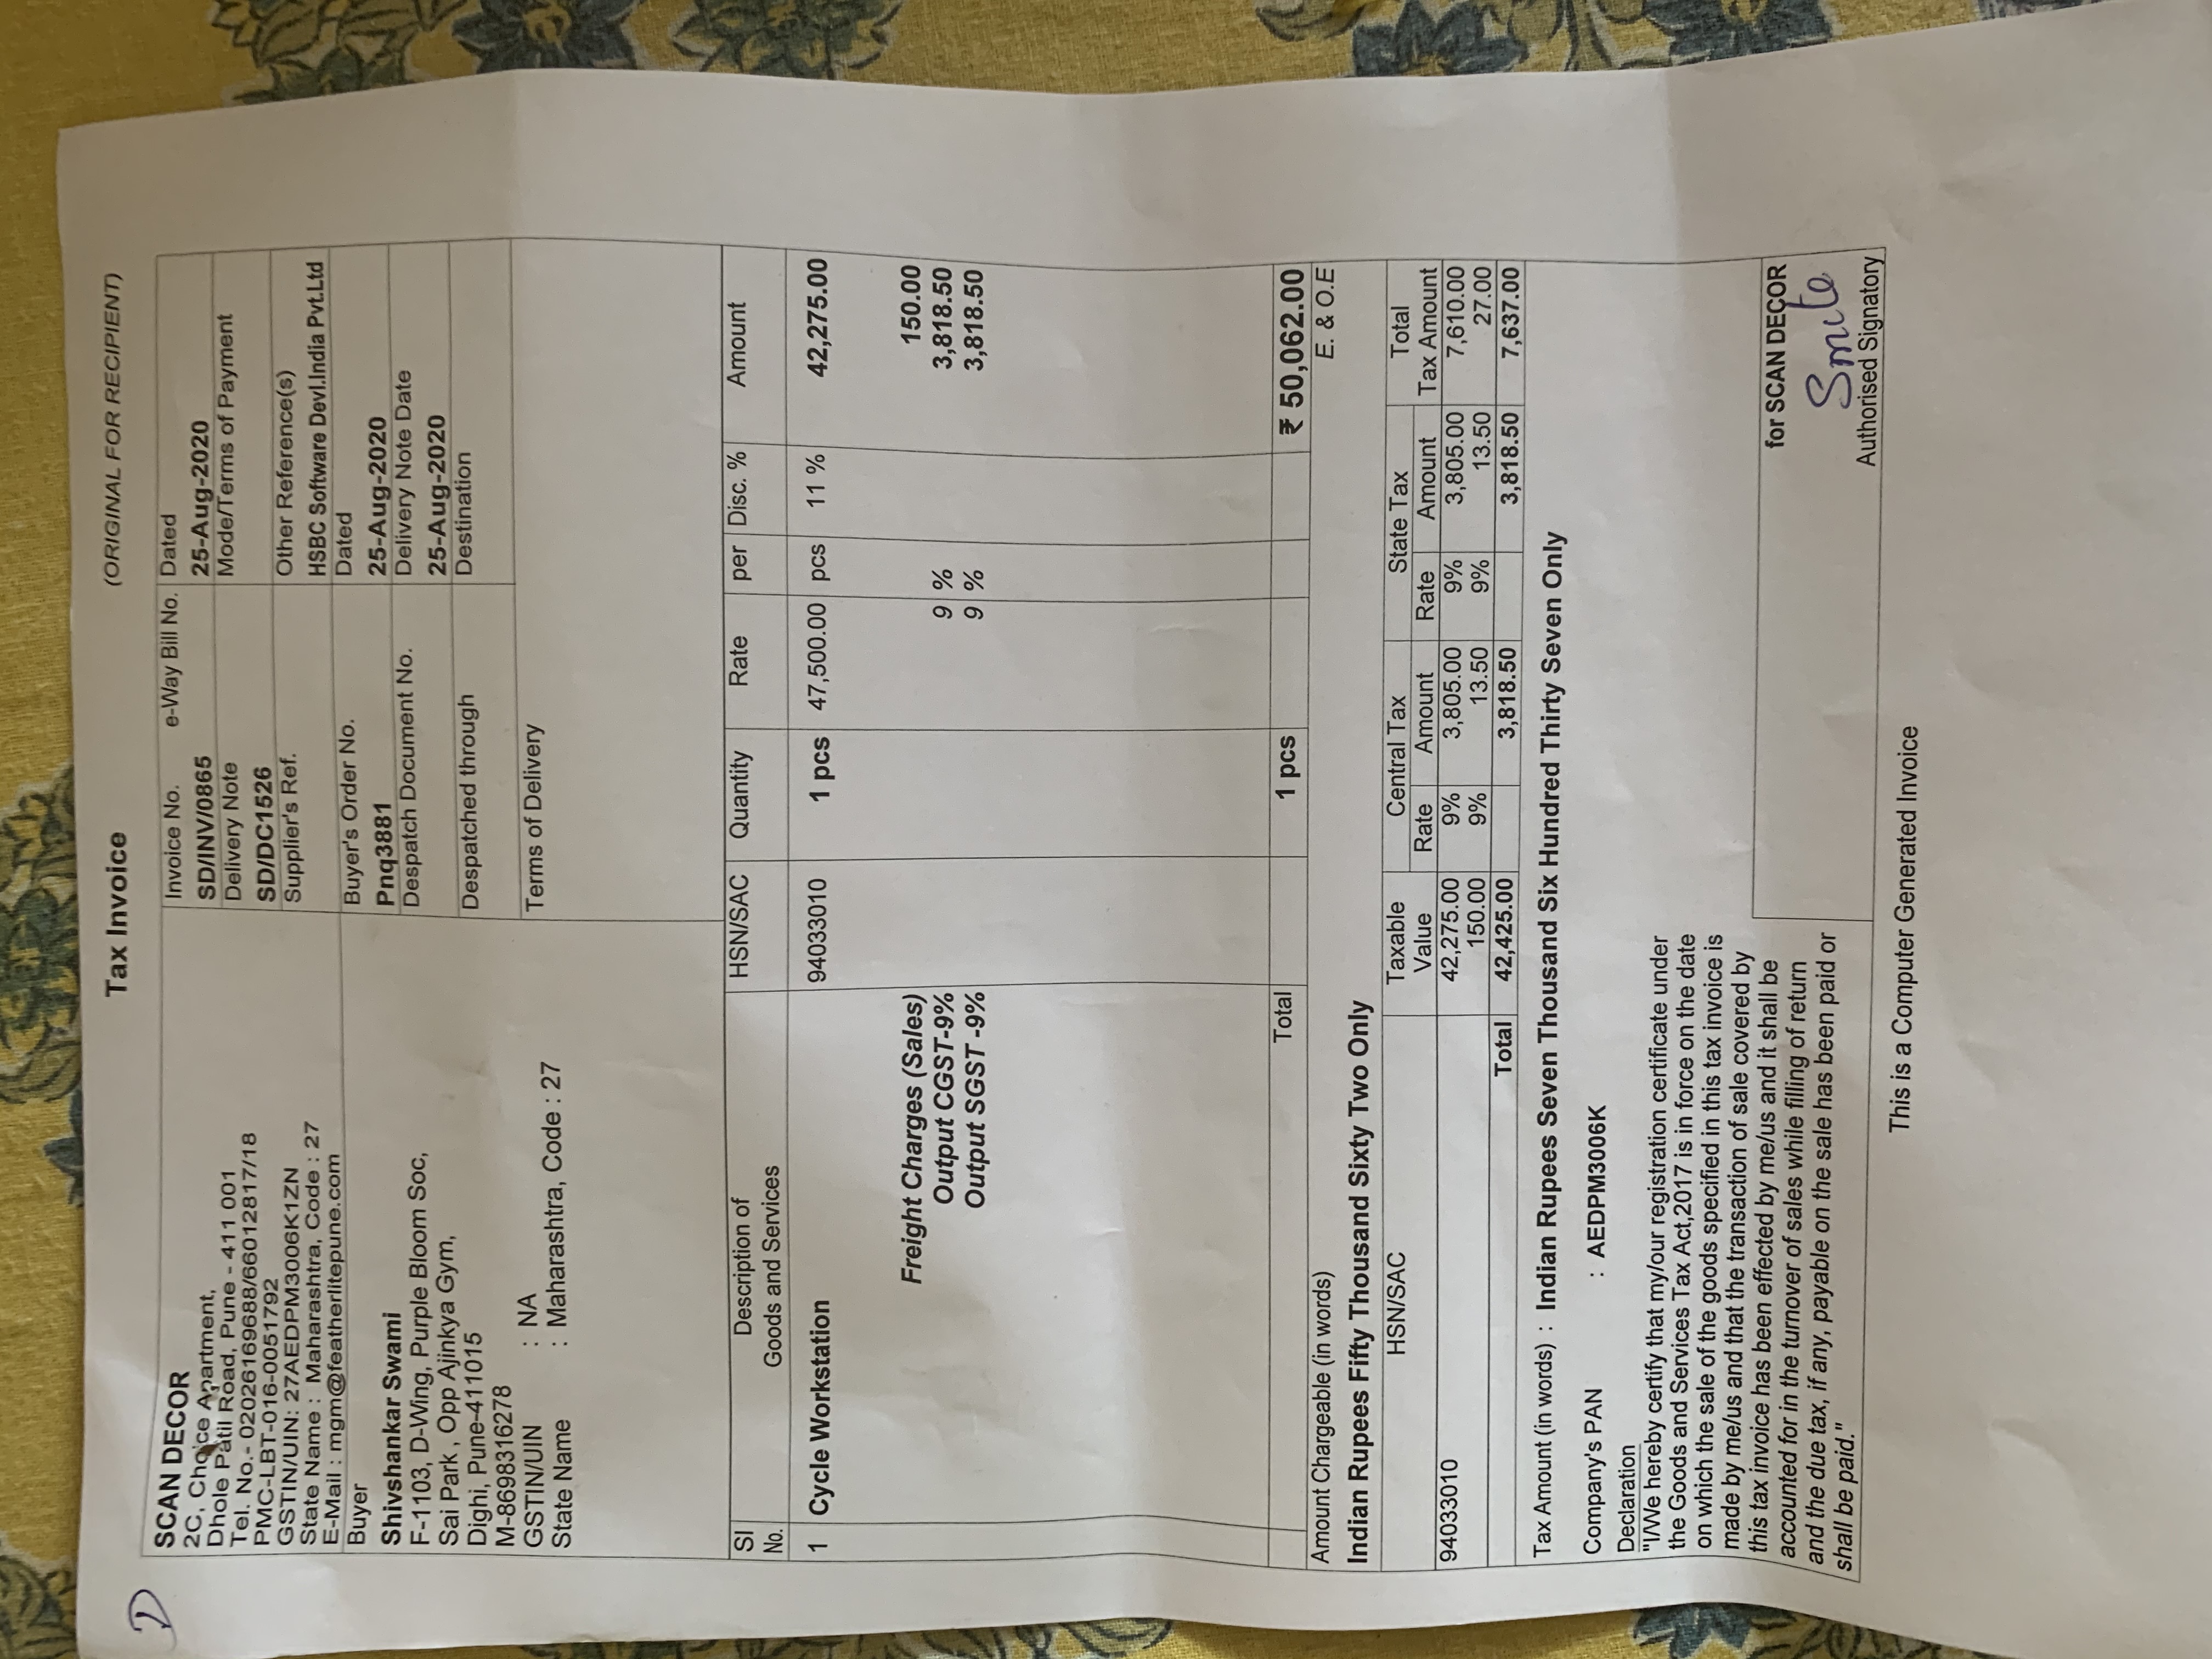 Tax Invoice
(ORIGINAL FOR RECIPIENT)
D
SCAN DECOR
2C, Choice Apartment,
Dhole Patil Road, Pune - 411 001
Tel. No.- 02026169688/66012817/18
PMC-LBT-016-0051792
GSTIN/UIN: 27AEDPM3006K1ZN
State Name : Maharashtra, Code : 27
E-Mail : mgm@featherlitepune.com
Invoice No. e-Way Bill No.
SD/INV/0865
Dated
25-Aug-2020
Delivery Note
SD/DC1526
Mode/Terms of Payment
Supplier's Ref.
Other Reference(s)
HSBC Software Devl.India Pvt.Ltd
Buyer
Shivshankar Swami
F-1103, D-Wing, Purple Bloom Soc,
Sai Park , Opp Ajinkya Gym,
Dighi, Pune-411015
M-8698316278
GSTIN/UIN : NA
State Name : Maharashtra, Code : 27
Buyer's Order No.
Pnq3881
Dated
25-Aug-2020
Despatch Document No.
Delivery Note Date
25-Aug-2020
Despatched through
Destination
Terms of Delivery
Sl No. Description of Goods and Services HSN/SAC Quantity Rate per Disc. % Amount
1 Cycle Workstation 94033010 1 pcs 47,500.00 pcs 11 % 42,275.00
Freight Charges (Sales) 150.00
Output CGST-9% 9 % 3,818.50
Output SGST -9% 9 % 3,818.50
Total 1 pcs ₹ 50,062.00
Amount Chargeable (in words) E. & O.E
Indian Rupees Fifty Thousand Sixty Two Only
HSN/SAC Taxable Value Central Tax State Tax Total Tax Amount
Rate Amount Rate Amount
94033010 42,275.00 9% 3,805.00 9% 3,805.00 7,610.00
150.00 9% 13.50 9% 13.50 27.00
Total 42,425.00 3,818.50 3,818.50 7,637.00
Tax Amount (in words) : Indian Rupees Seven Thousand Six Hundred Thirty Seven Only
Company's PAN : AEDPM3006K
Declaration
"I/We hereby certify that my/our registration certificate under
the Goods and Services Tax Act,2017 is in force on the date
on which the sale of the goods specified in this tax invoice is
made by me/us and that the transaction of sale covered by
this tax invoice has been effected by me/us and it shall be
accounted for in the turnover of sales while filling of return
and the due tax, if any, payable on the sale has been paid or
shall be paid."
for SCAN DECOR
Authorised Signatory
This is a Computer Generated Invoice